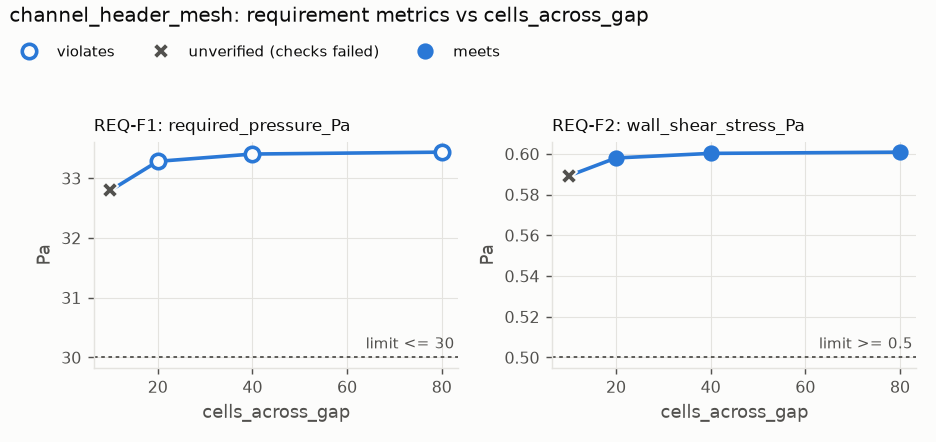 channel_header_mesh: requirement metrics vs cells_across_gap
violates
unverified (checks failed)
meets
REQ-F1: required_pressure_Pa
33
32
31
30
Pa
limit <= 30
20
40
60
80
cells_across_gap
REQ-F2: wall_shear_stress_Pa
0.60
0.58
0.56
0.54
0.52
0.50
Pa
limit >= 0.5
20
40
60
80
cells_across_gap